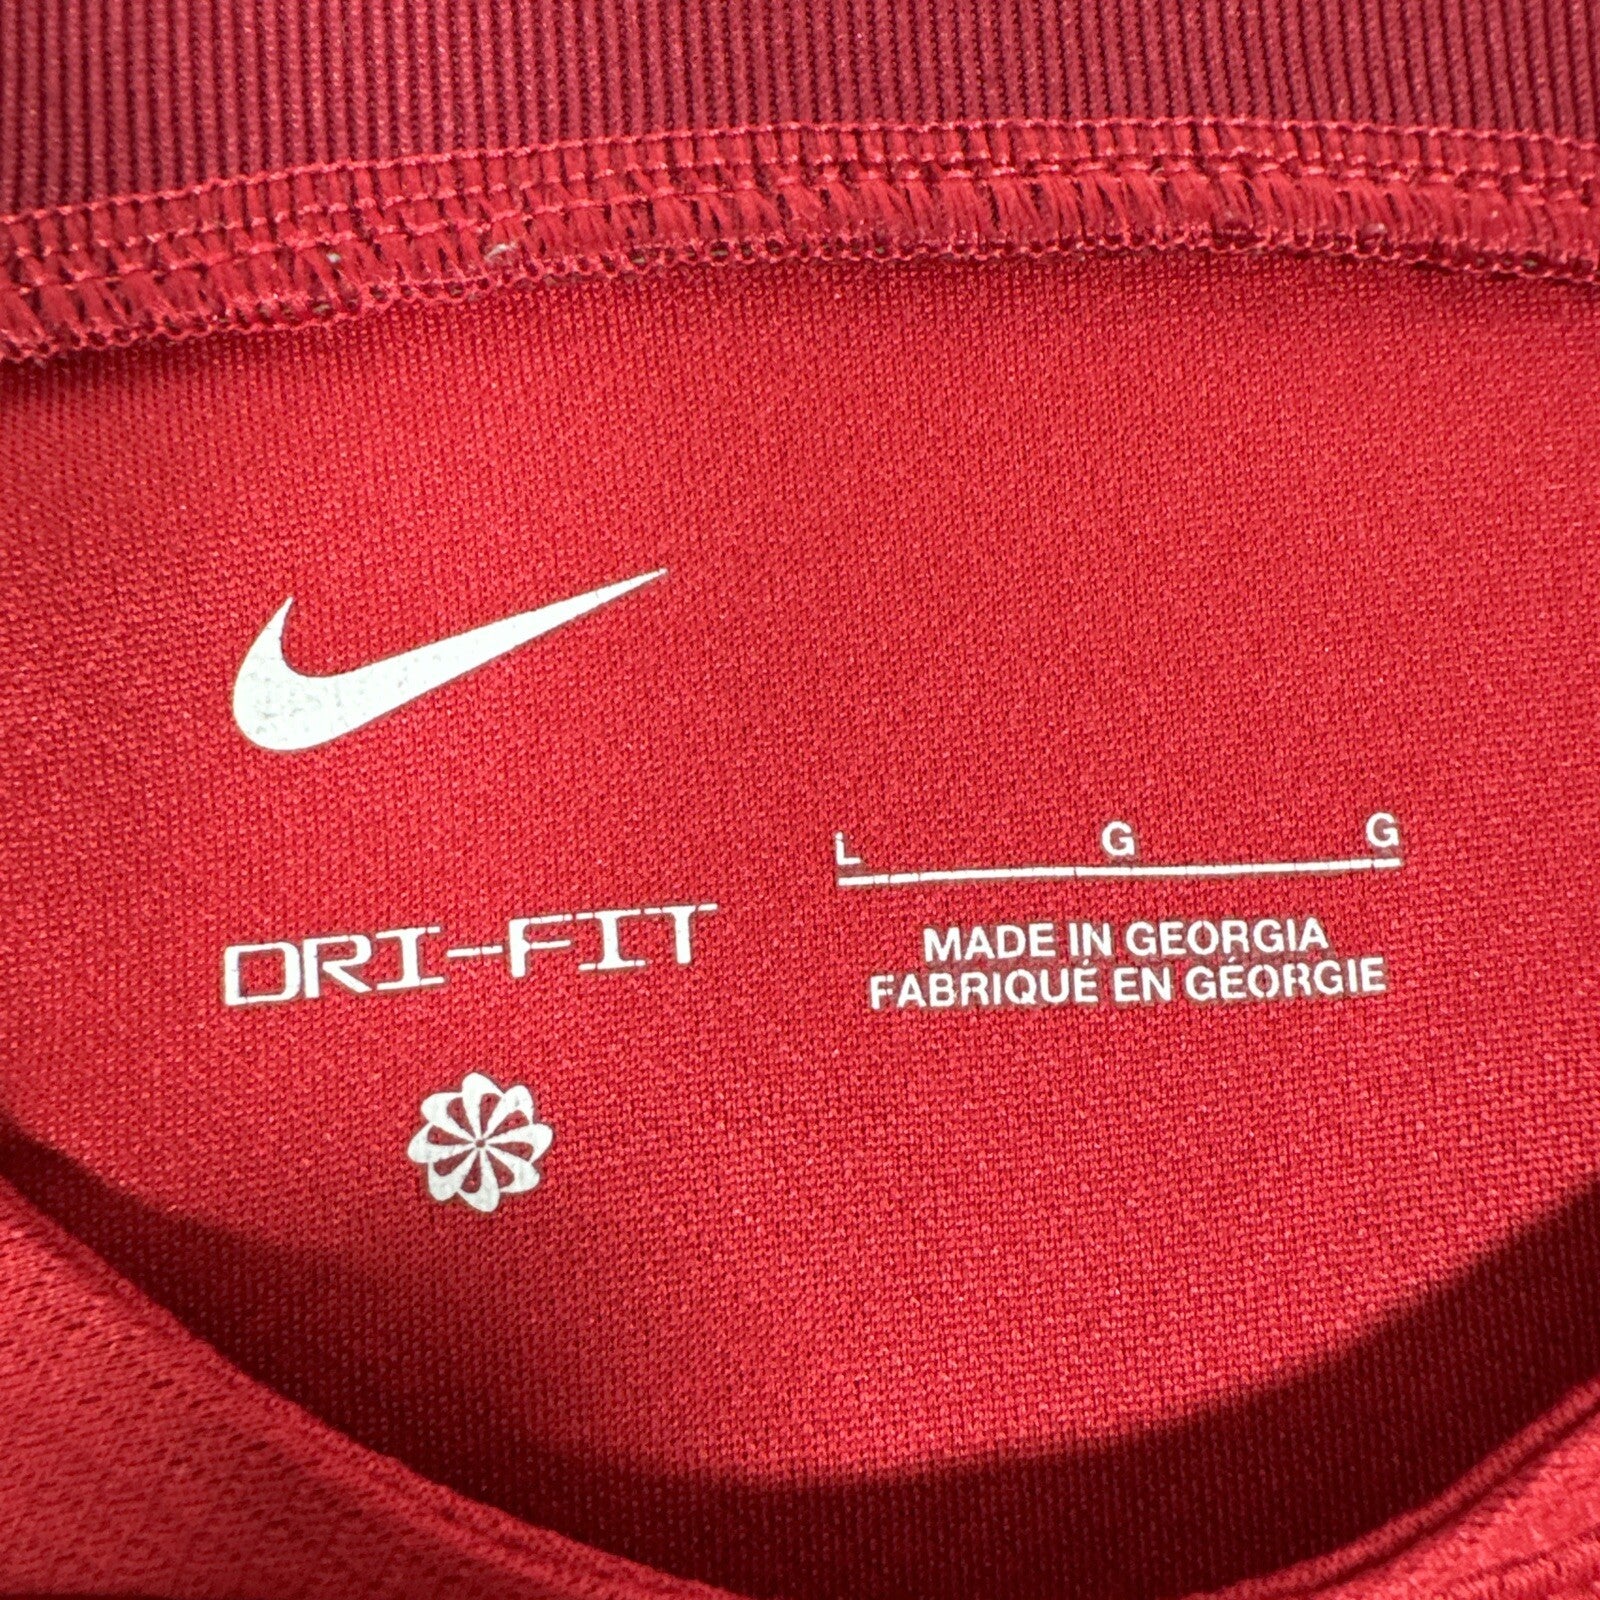 L G G
DRI-FIT
MADE IN GEORGIA
FABRIQUÉ EN GÉORGIE